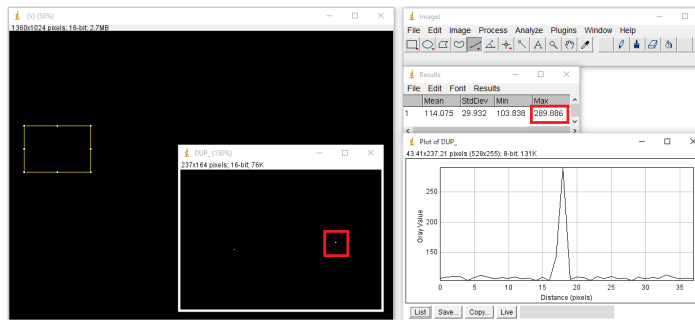 (V) (50%)
1360x1024 pixels; 16-bit; 2.7MB
DUP_ (150%)
237x164 pixels; 16-bit; 76K
ImageJ
File Edit Image Process Analyze Plugins Window Help
A
Results
File Edit Font Results
Mean StdDev Min Max
1 114.075 29.932 103.838 289.886
Plot of DUP_
43.41x237.21 pixels (528x255); 8-bit; 131K
250
200
150
Gray Value
0 5 10 15 20 25 30 35
Distance (pixels)
List Save... Copy... Live